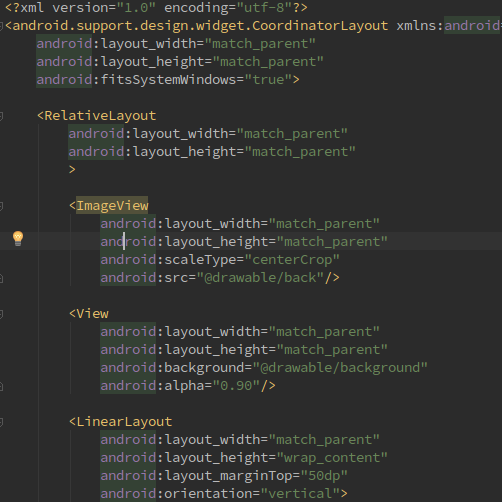 <?xml version="1.0" encoding="utf-8"?>
<android.support.design.widget.CoordinatorLayout xmlns:android
android:layout_width="match_parent"
android:layout_height="match_parent"
android:fitsSystemWindows="true">
<RelativeLayout
android:layout_width="match_parent"
android:layout_height="match_parent"
>
<ImageView
android:layout_width="match_parent"
android:layout_height="match_parent"
android:scaleType="centerCrop"
android:src="@drawable/back"/>
<View
android:layout_width="match_parent"
android:layout_height="match_parent"
android:background="@drawable/background"
android:alpha="0.90"/>
<LinearLayout
android:layout_width="match_parent"
android:layout_height="wrap_content"
android:layout_marginTop="50dp"
android:orientation="vertical">